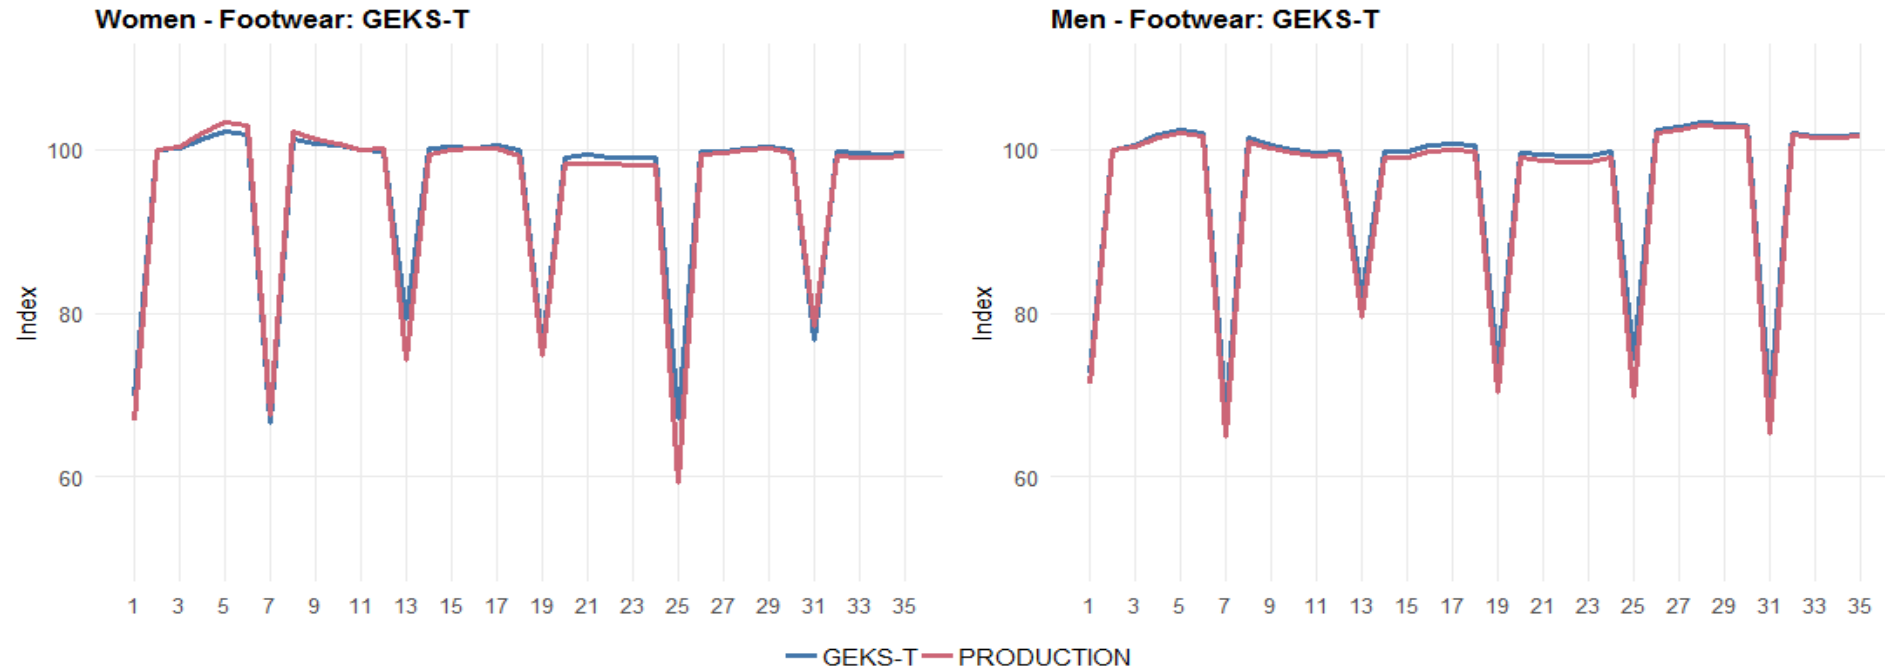 Women - Footwear: GEKS-T
Index
100
80
60
1 3 5 7 9 11 13 15 17 19 21 23 25 27 29 31 33 35
Men - Footwear: GEKS-T
Index
100
80
60
1 3 5 7 9 11 13 15 17 19 21 23 25 27 29 31 33 35
GEKS-T PRODUCTION